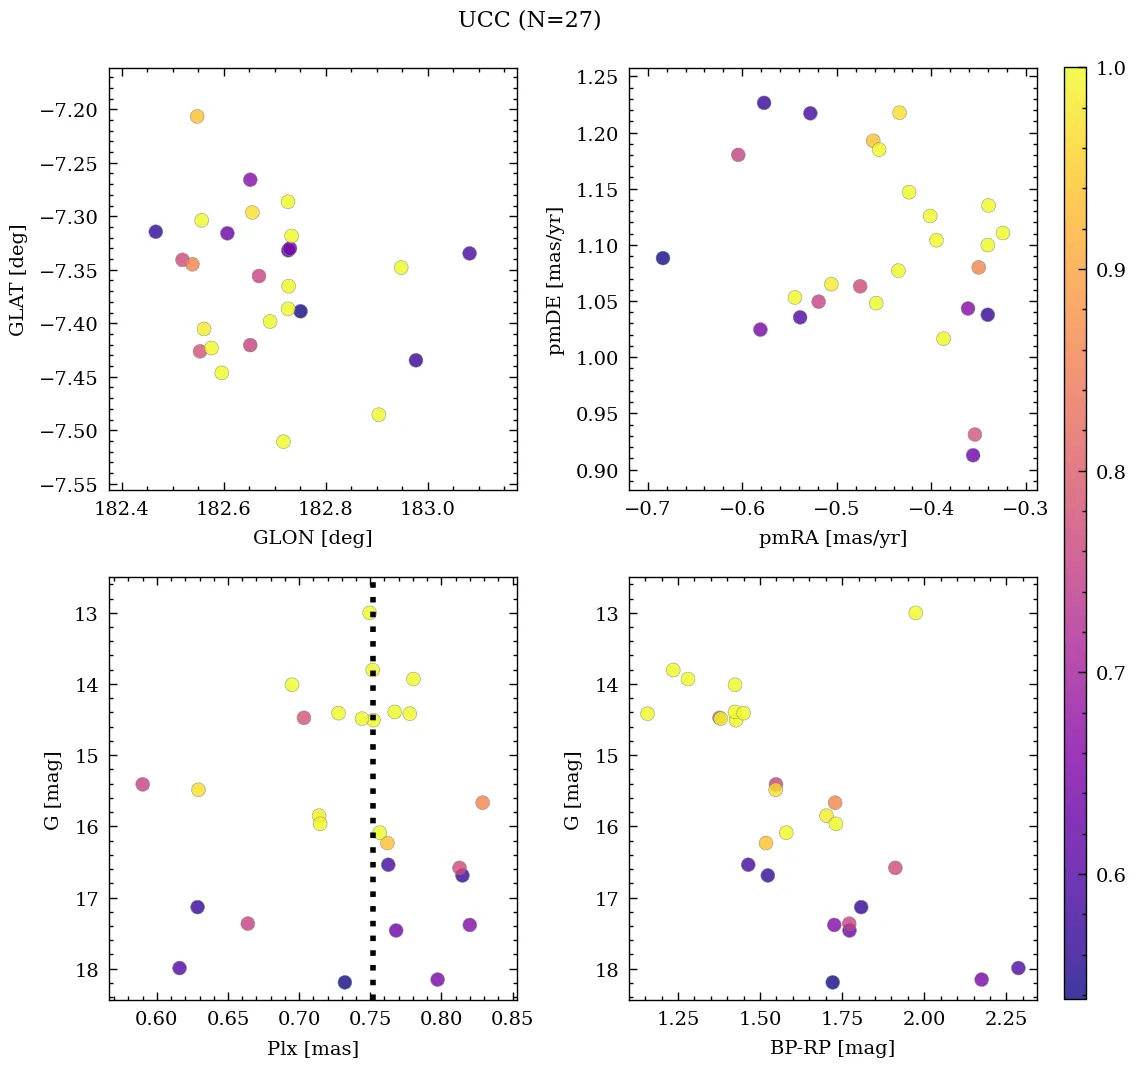 UCC (N=27)
−7.20
−7.25
−7.30
−7.35
−7.40
−7.45
−7.50
−7.55
GLAT [deg]
182.4 182.6 182.8 183.0
GLON [deg]
1.25
1.20
1.15
1.10
1.05
1.00
0.95
0.90
pmDE [mas/yr]
−0.7 −0.6 −0.5 −0.4 −0.3
pmRA [mas/yr]
13
14
15
16
17
18
G [mag]
0.60 0.65 0.70 0.75 0.80 0.85
Plx [mas]
13
14
15
16
17
18
G [mag]
1.25 1.50 1.75 2.00 2.25
BP-RP [mag]
1.0
0.9
0.8
0.7
0.6